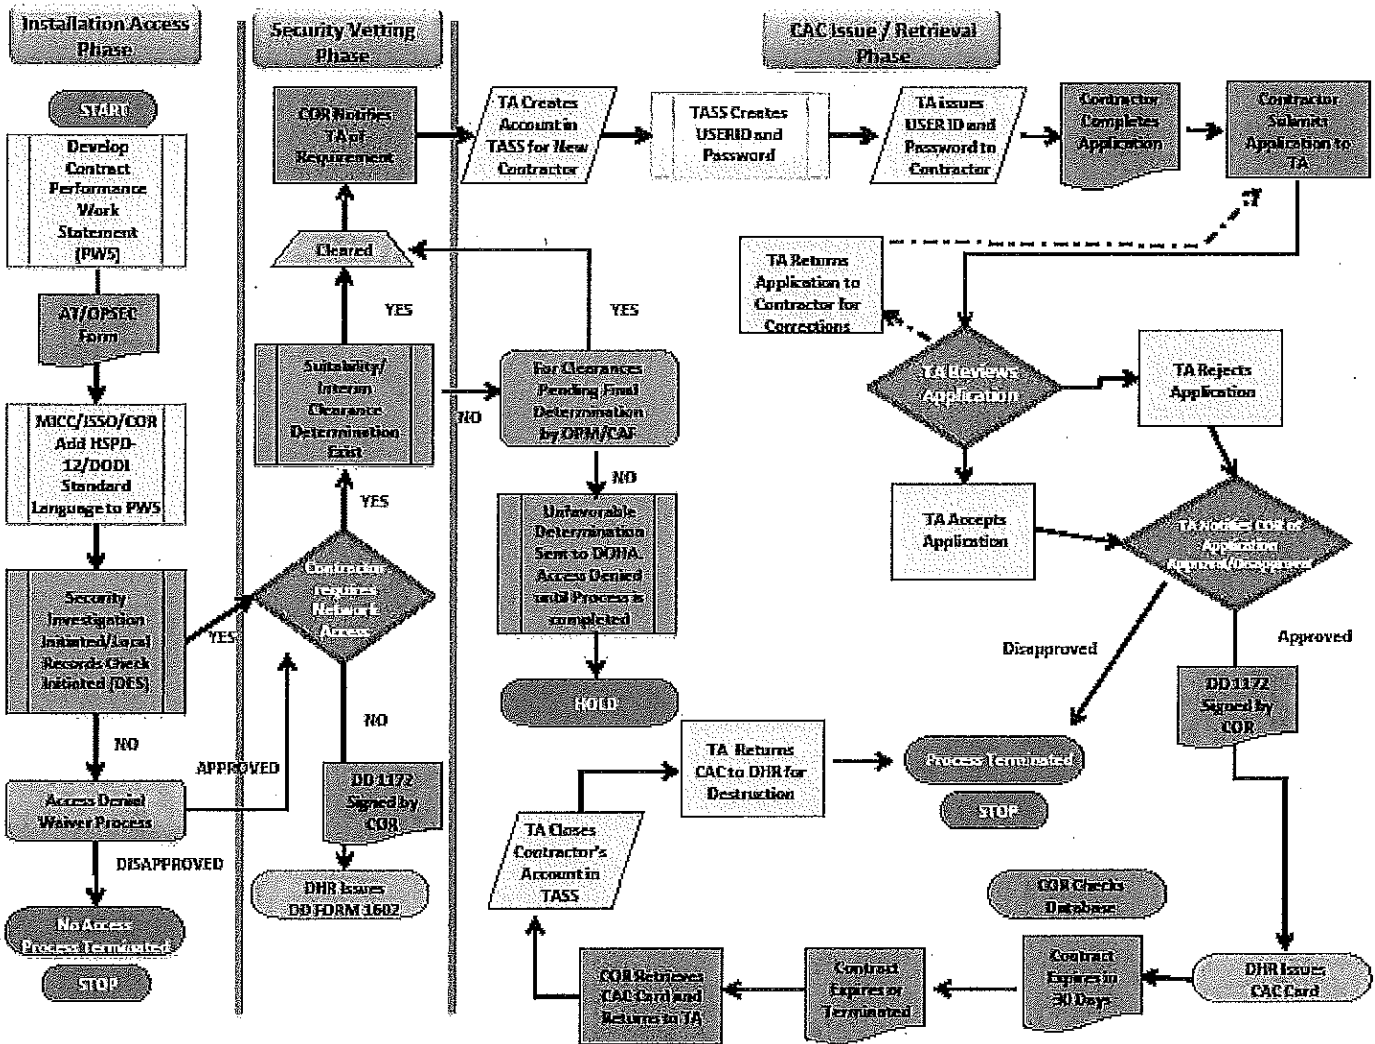 Installation Access
Phase
Security Vetting
Phase
CAC Issue / Retrieval
Phase
START
Develop
Contract
Performance
Work
Statement
(PWS)
AT/OPSEC
Form
MICC/ISSO/COR
Add HSPD-
12/DODI
Standard
Language to PWS
Security
Investigation
Initiated/Local
Records Check
Initiated (DES)
YES
NO
Access Denial
Waiver Process
APPROVED
DISAPPROVED
No Access
Process Terminated
STOP
COR Notifies
TA of
Requirement
Cleared
YES
Suitability/
Interim
Clearance
Determination
Exist
NO
YES
Contractor
requires
Network
Access
NO
DD 1172
Signed by
COR
DHR Issues
DD FORM 1602
TA Creates
Account in
TASS for New
Contractor
TASS Creates
USERID and
Password
TA issues
USER ID and
Password to
Contractor
Contractor
Completes
Application
Contractor
Submits
Application to
TA
TA Returns
Application to
Contractor for
Corrections
YES
For Clearances
Pending Final
Determination
by OPM/CAF
NO
Unfavorable
Determination
Sent to DOHA.
Access Denied
until Process is
completed
HOLD
TA Reviews
Application
TA Rejects
Application
TA Accepts
Application
TA Notifies COR of
Application
Approval/Disapproval
Disapproved
Approved
DD 1172
Signed by
COR
TA Returns
CAC to DHR for
Destruction
Process Terminated
STOP
TA Closes
Contractor's
Account in
TASS
COR Checks
Database
COR Retrieves
CAC Card and
Returns to TA
Contract
Expires or
Terminated
Contract
Expires in
30 Days
DHR Issues
CAC Card